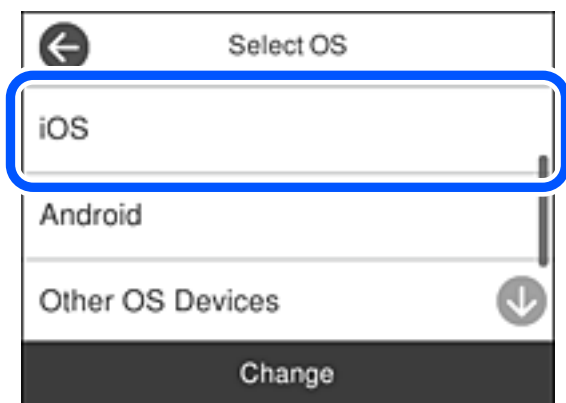 Select OS
iOS
Android
Other OS Devices
Change